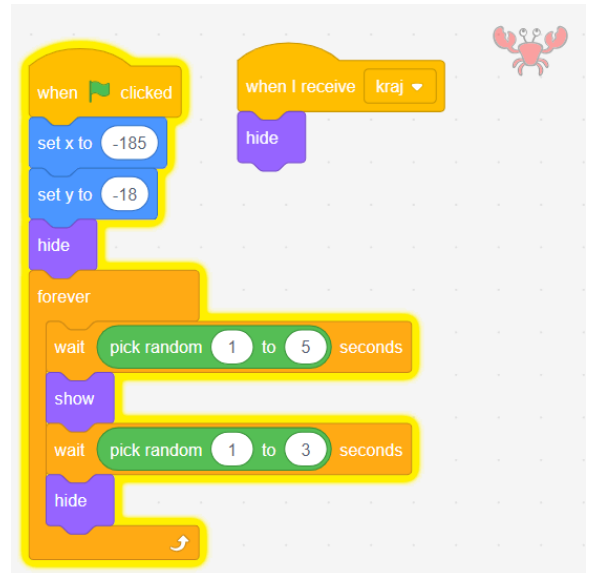 when clicked
set x to -185
set y to -18
hide
forever
wait pick random 1 to 5 seconds
show
wait pick random 1 to 3 seconds
hide
when I receive kraj
hide